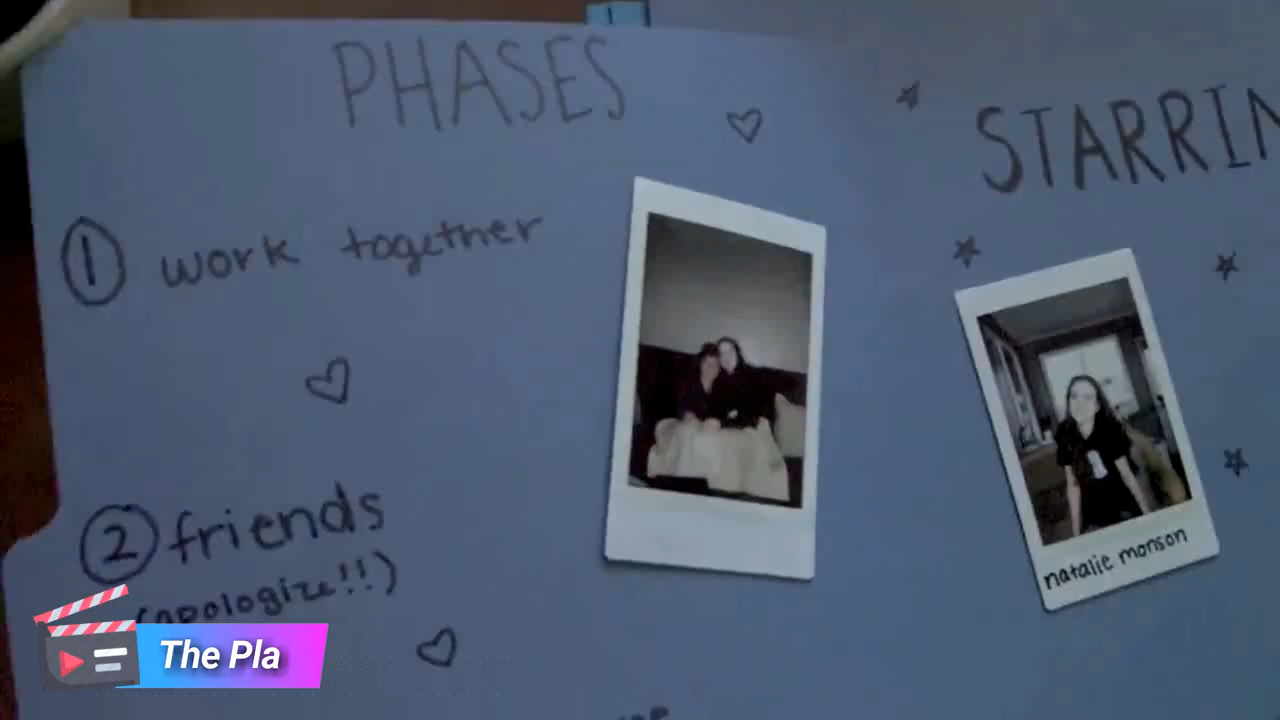 PHASES
STARRIN
① work together
② friends
(apologize!!)
natalie monson
The Pla